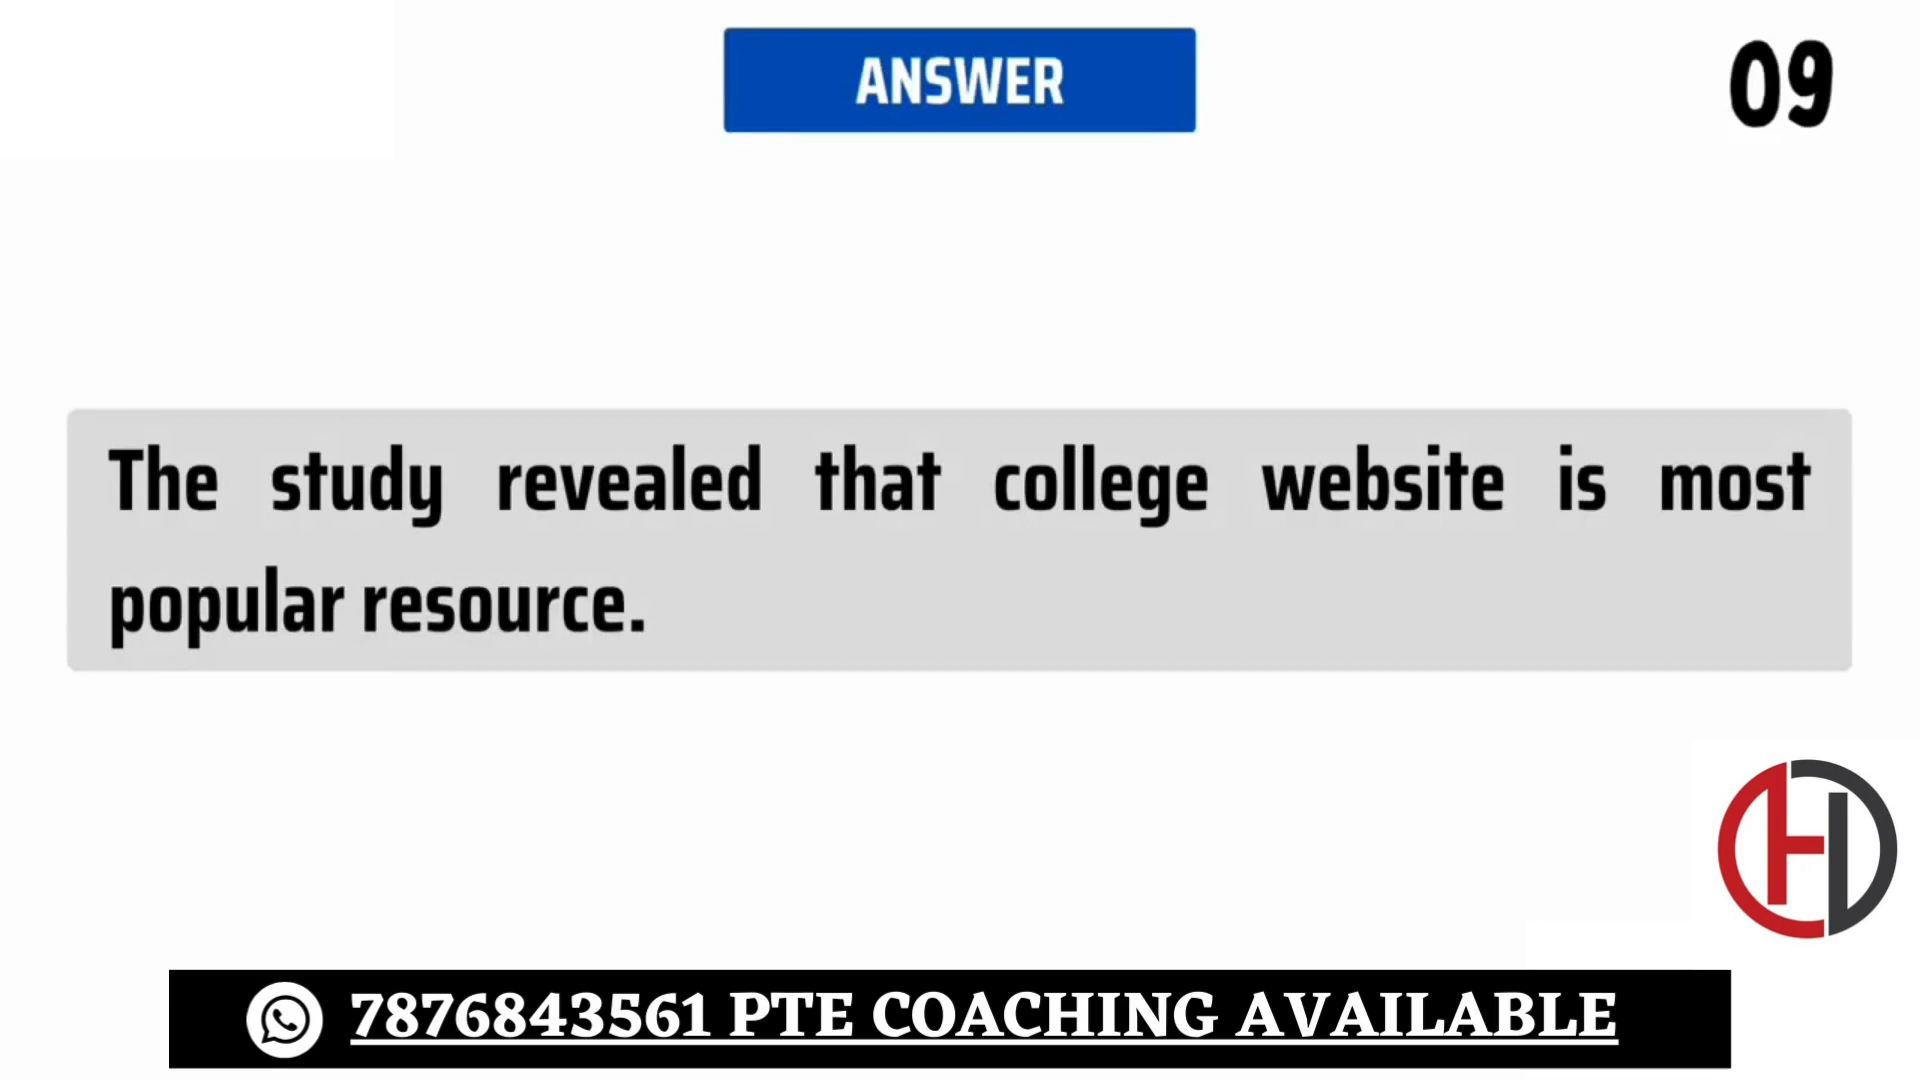 ANSWER
09
The study revealed that college website is most
popular resource.
7876843561 PTE COACHING AVAILABLE